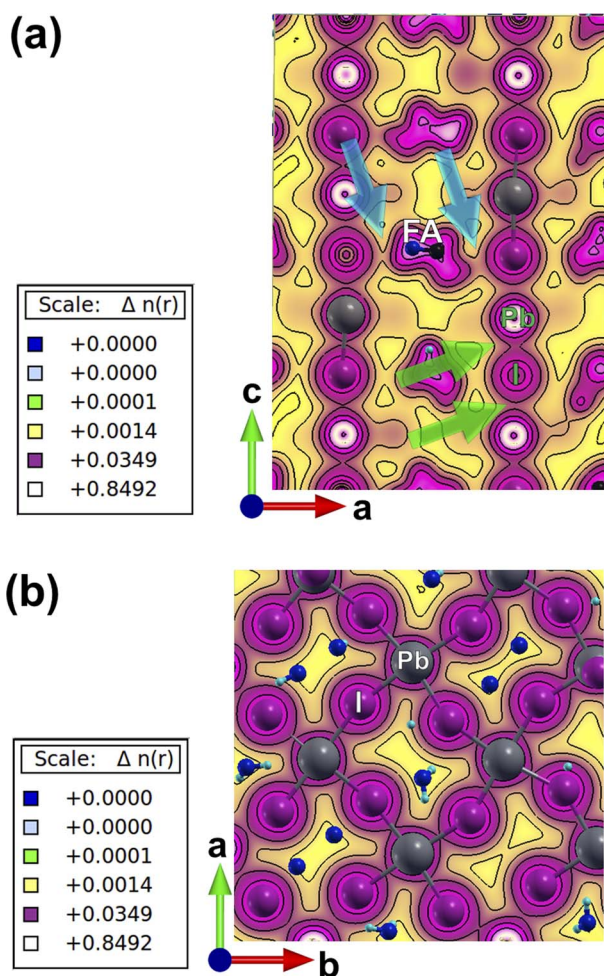 (a)
FA
Pb
I
Scale: Δ n(r)
+0.0000
+0.0000
+0.0001
+0.0014
+0.0349
+0.8492
c
a
(b)
Pb
I
Scale: Δ n(r)
+0.0000
+0.0000
+0.0001
+0.0014
+0.0349
+0.8492
a
b